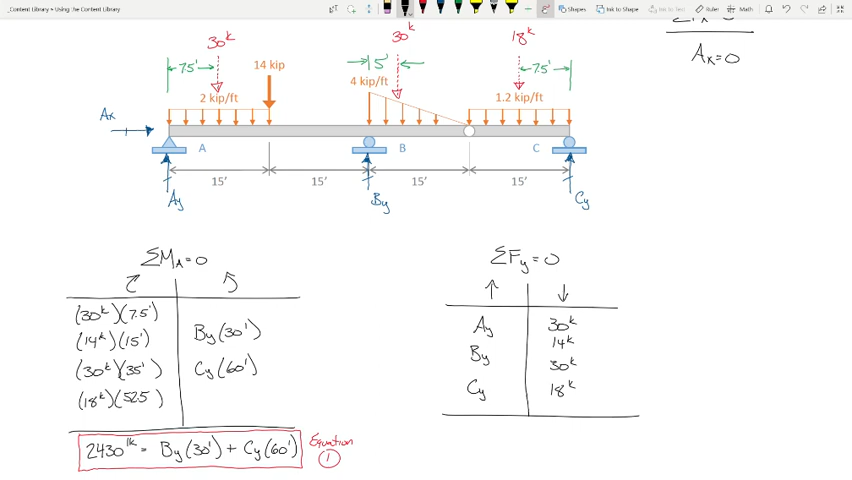 _Content Library » Using the Cornell Library
Shapes
Ink to Shape
Ruler
Math
Ax=0
30k
30k
18k
7.5'
14 kip
5'
7.5'
4 kip/ft
2 kip/ft
1.2 kip/ft
Ax
A
B
C
15'
15'
15'
15'
Ay
By
Cy
ΣMA=0
(30k)(7.5')
(14k)(15')
(30k)(35')
(18k)(52.5)
By(30')
Cy(60')
2430'k = By(30') + Cy(60')
Equation
1
ΣFy=0
↑ ↓
Ay
By
Cy
30k
14k
30k
18k